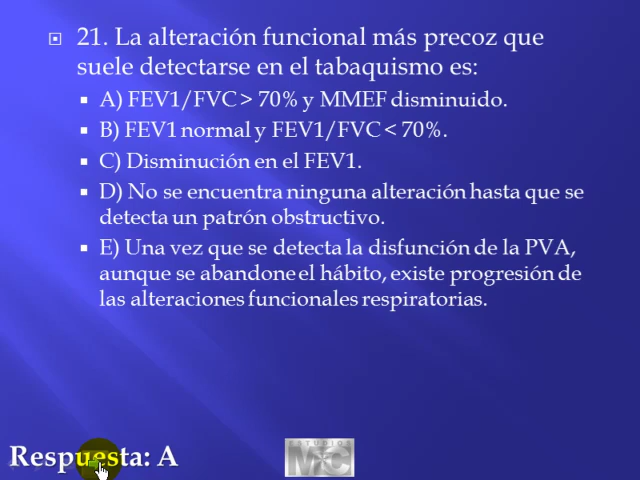 21. La alteración funcional más precoz que
suele detectarse en el tabaquismo es:
A) FEV1/FVC > 70% y MMEF disminuido.
B) FEV1 normal y FEV1/FVC < 70%.
C) Disminución en el FEV1.
D) No se encuentra ninguna alteración hasta que se
detecta un patrón obstructivo.
E) Una vez que se detecta la disfunción de la PVA,
aunque se abandone el hábito, existe progresión de
las alteraciones funcionales respiratorias.
Respuesta: A
ESTUDIOS
MC